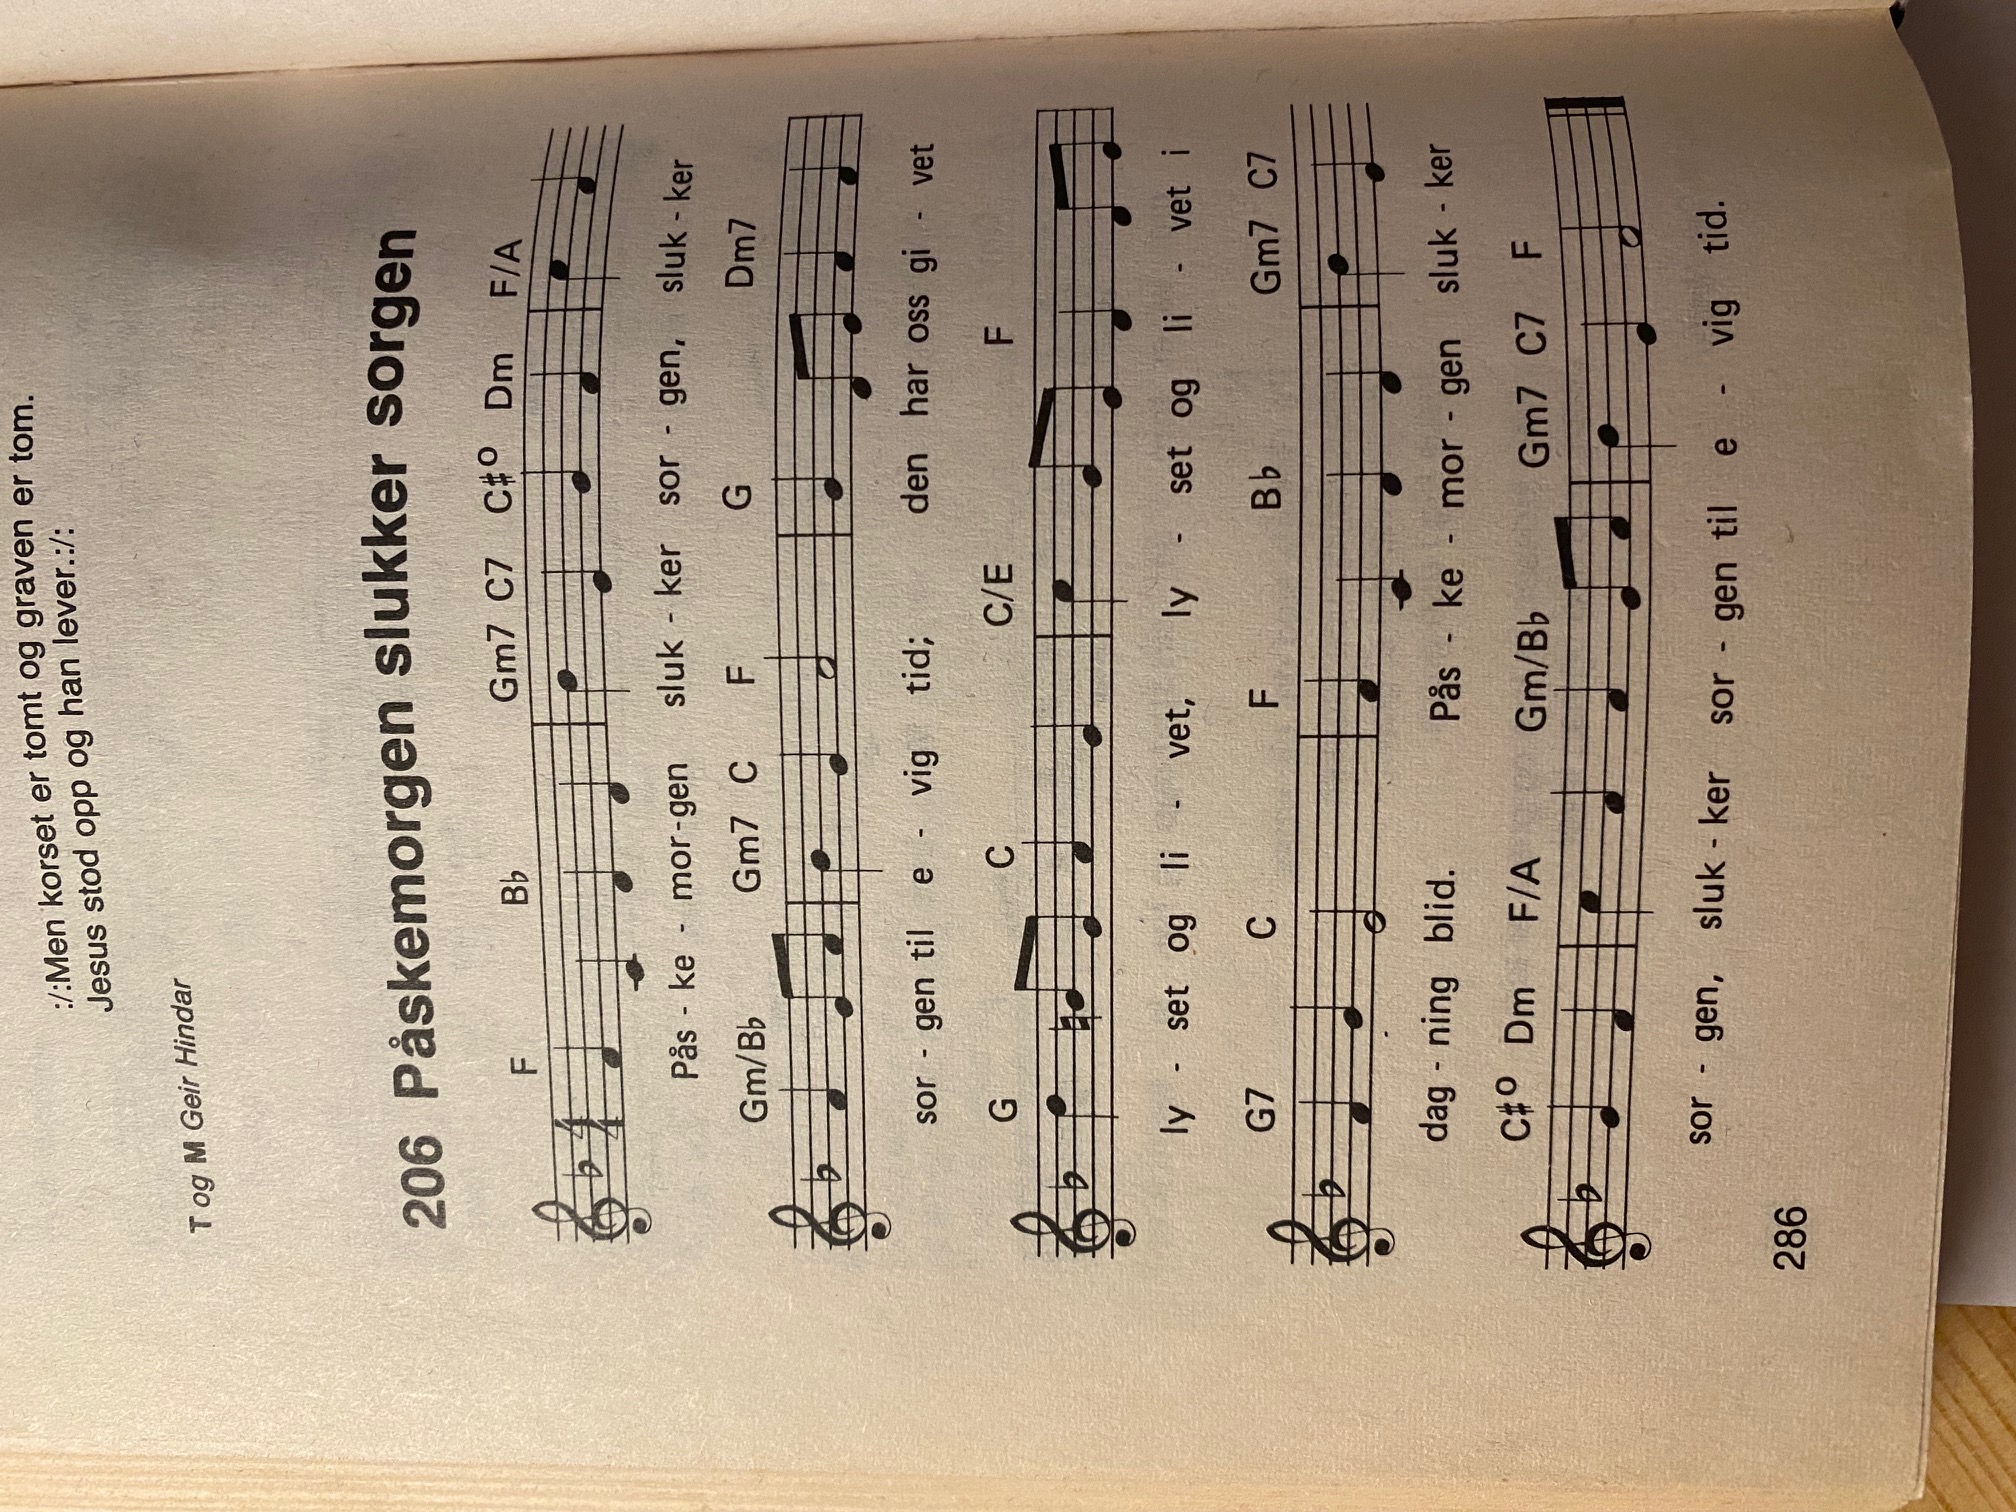 :/:Men korset er tomt og graven er tom.
Jesus stod opp og han lever.:/:
T og M Geir Hindar
206 Påskemorgen slukker sorgen
F B♭ Gm7 C7 C♯o Dm F/A
4
4
Pås - ke - mor-gen sluk - ker sor - gen, sluk - ker
Gm/B♭ Gm7 C F G Dm7
sor - gen til e - vig tid; den har oss gi - vet
G C C/E F
ly - set og li - vet, ly - set og li - vet i
G7 C F B♭ Gm7 C7
dag - ning blid. Pås - ke - mor - gen sluk - ker
C♯o Dm F/A Gm/B♭ Gm7 C7 F
sor - gen, sluk - ker sor - gen til e - vig tid.
286